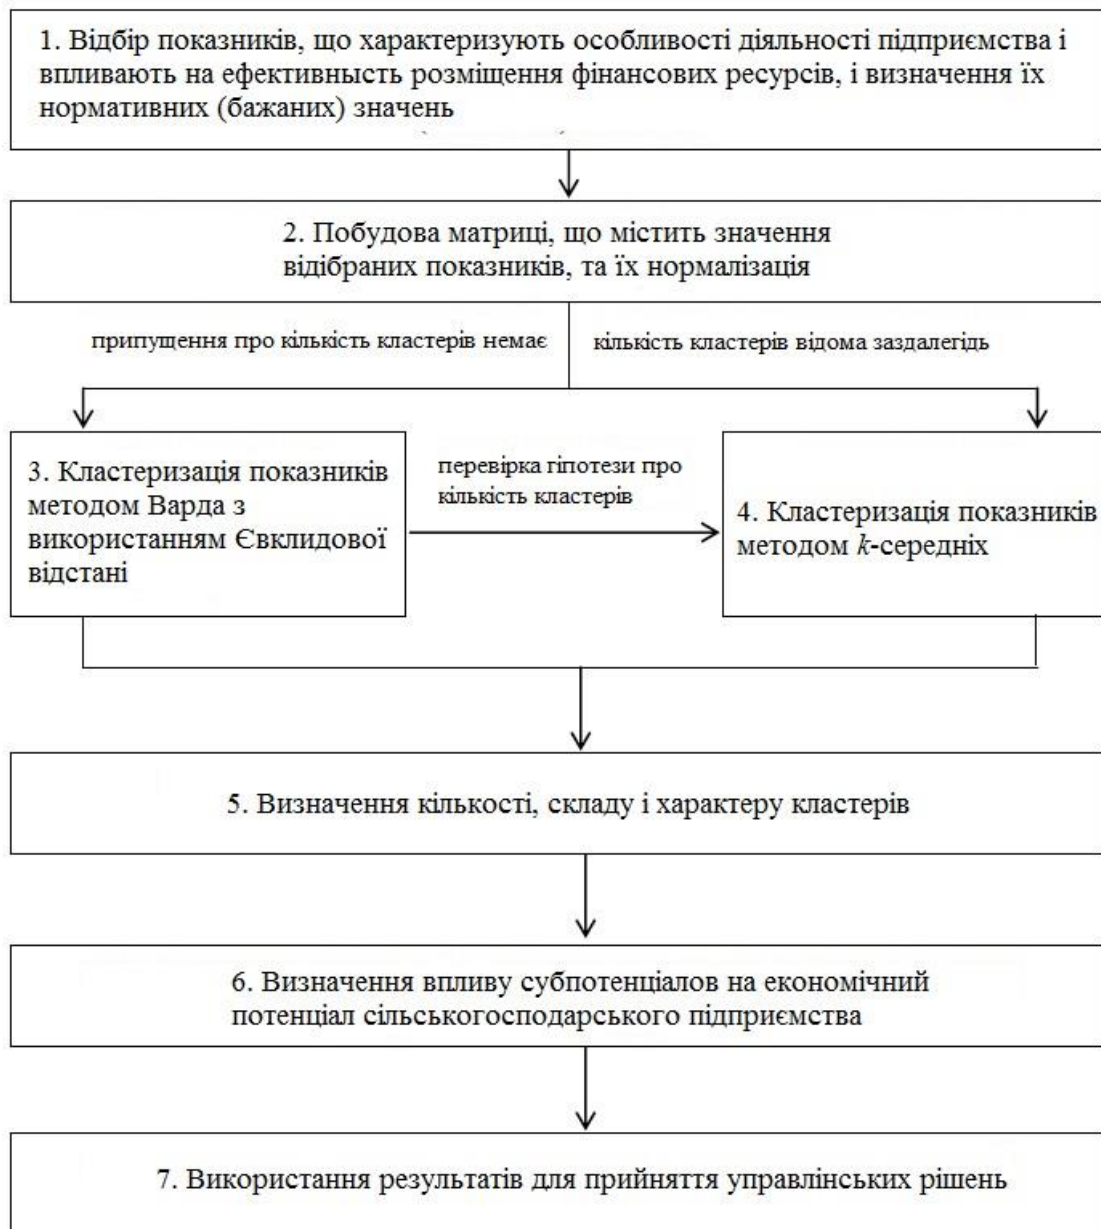 1. Відбір показників, що характеризують особливості діяльності підприємства і
впливають на ефективнысть розміщення фінансових ресурсів, і визначення їх
нормативних (бажаних) значень
2. Побудова матриці, що містить значення
відібраних показників, та їх нормалізація
припущення про кількість кластерів немає
кількість кластерів відома заздалегідь
3. Кластеризація показників
методом Варда з
використанням Євклидової
відстані
перевірка гіпотези про
кількість кластерів
4. Кластеризація показників
методом k-середніх
5. Визначення кількості, складу і характеру кластерів
6. Визначення впливу субпотенціалов на економічний
потенціал сільськогосподарського підприємства
7. Використання результатів для прийняття управлінських рішень